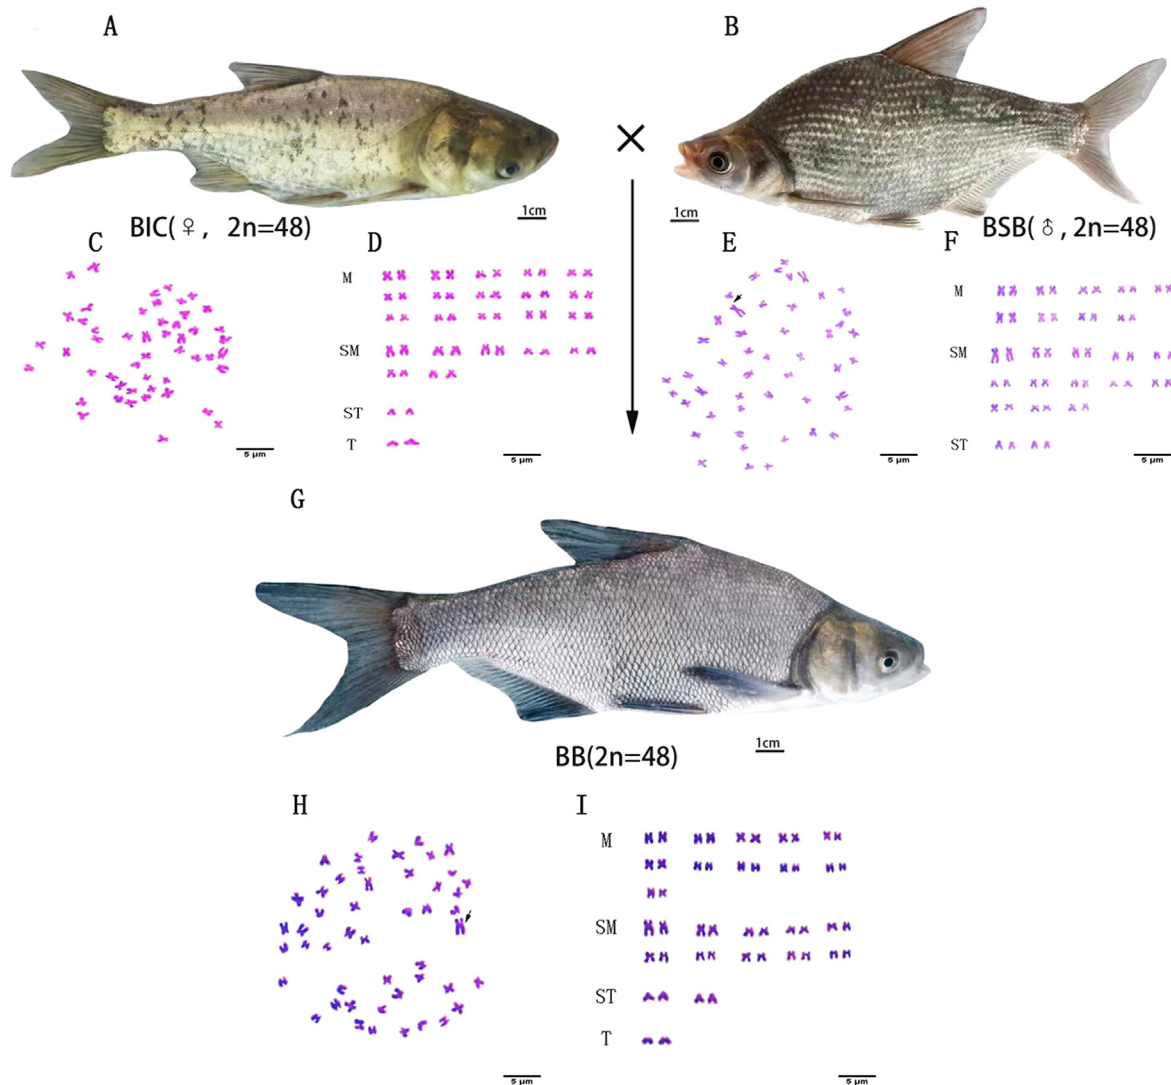 A
B
×
1cm
1cm
BIC(♀, 2n=48)
BSB(♂,2n=48)
C
D
E
F
M
SM
ST
T
5 μm
5 μm
M
SM
ST
5 μm
5 μm
G
1cm
BB(2n=48)
H
I
M
SM
ST
T
5 μm
5 μm